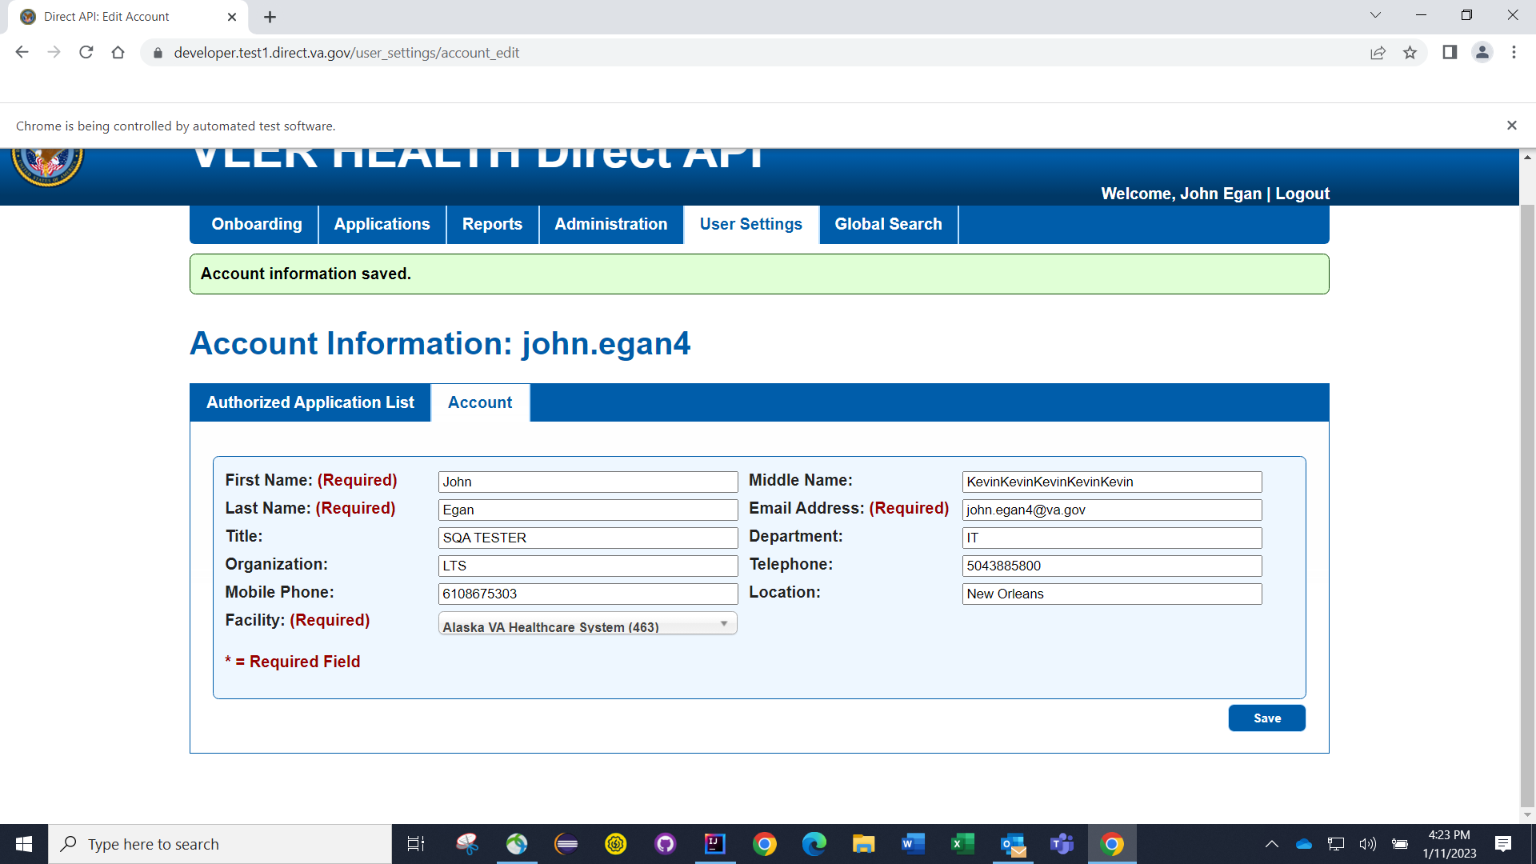 Direct API: Edit Account
developer.test1.direct.va.gov/user_settings/account_edit
Chrome is being controlled by automated test software.
VLER HEALTH Direct API
Welcome, John Egan | Logout
Onboarding Applications Reports Administration User Settings Global Search
Account information saved.
Account Information: john.egan4
Authorized Application List Account
First Name: (Required) John Middle Name: KevinKevinKevinKevinKevin
Last Name: (Required) Egan Email Address: (Required) john.egan4@va.gov
Title: SQA TESTER Department: IT
Organization: LTS Telephone: 5043885800
Mobile Phone: 6108675303 Location: New Orleans
Facility: (Required) Alaska VA Healthcare System (463)
* = Required Field
Save
Type here to search
4:23 PM
1/11/2023